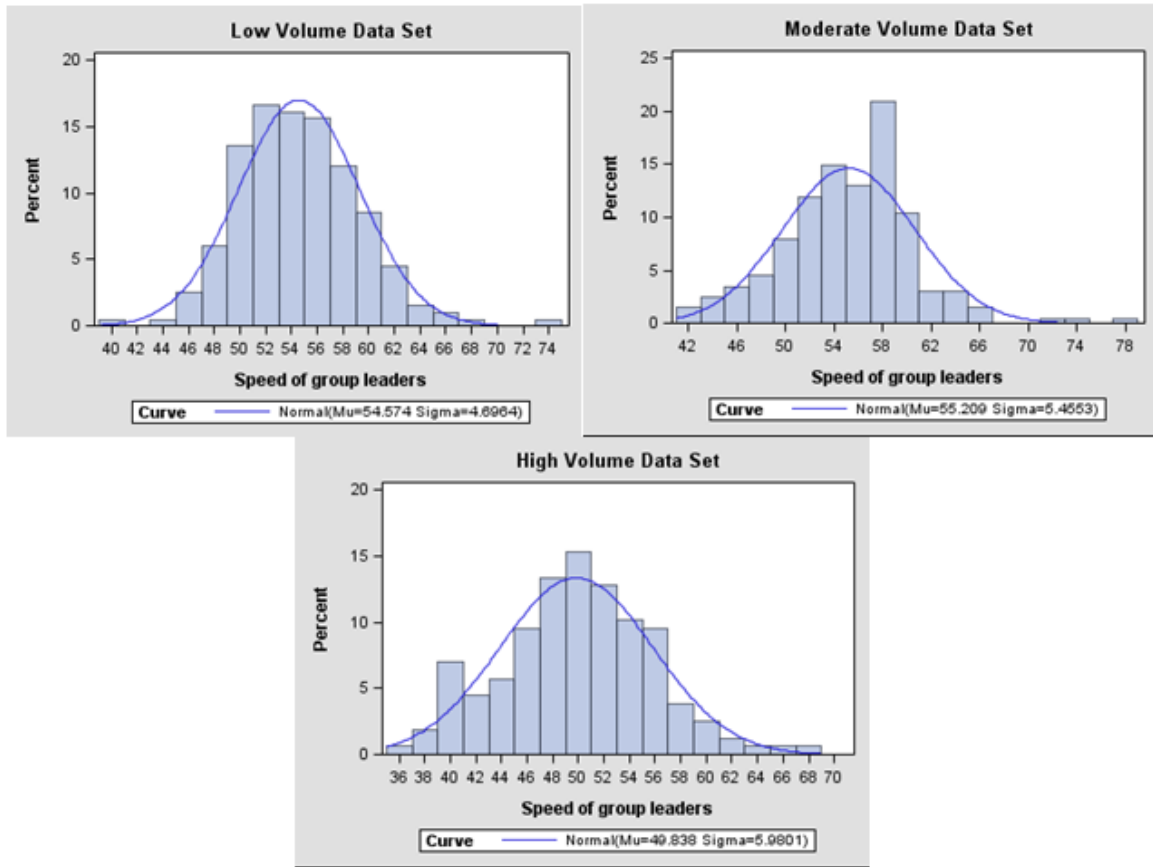 Low Volume Data Set
20
15
10
5
0
Percent
40 42 44 46 48 50 52 54 56 58 60 62 64 66 68 70 72 74
Speed of group leaders
Curve Normal(Mu=54.574 Sigma=4.6964)
Moderate Volume Data Set
25
20
15
10
5
0
Percent
42 46 50 54 58 62 66 70 74 78
Speed of group leaders
Curve Normal(Mu=55.209 Sigma=5.4553)
High Volume Data Set
20
15
10
5
0
Percent
36 38 40 42 44 46 48 50 52 54 56 58 60 62 64 66 68 70
Speed of group leaders
Curve Normal(Mu=49.838 Sigma=5.9801)